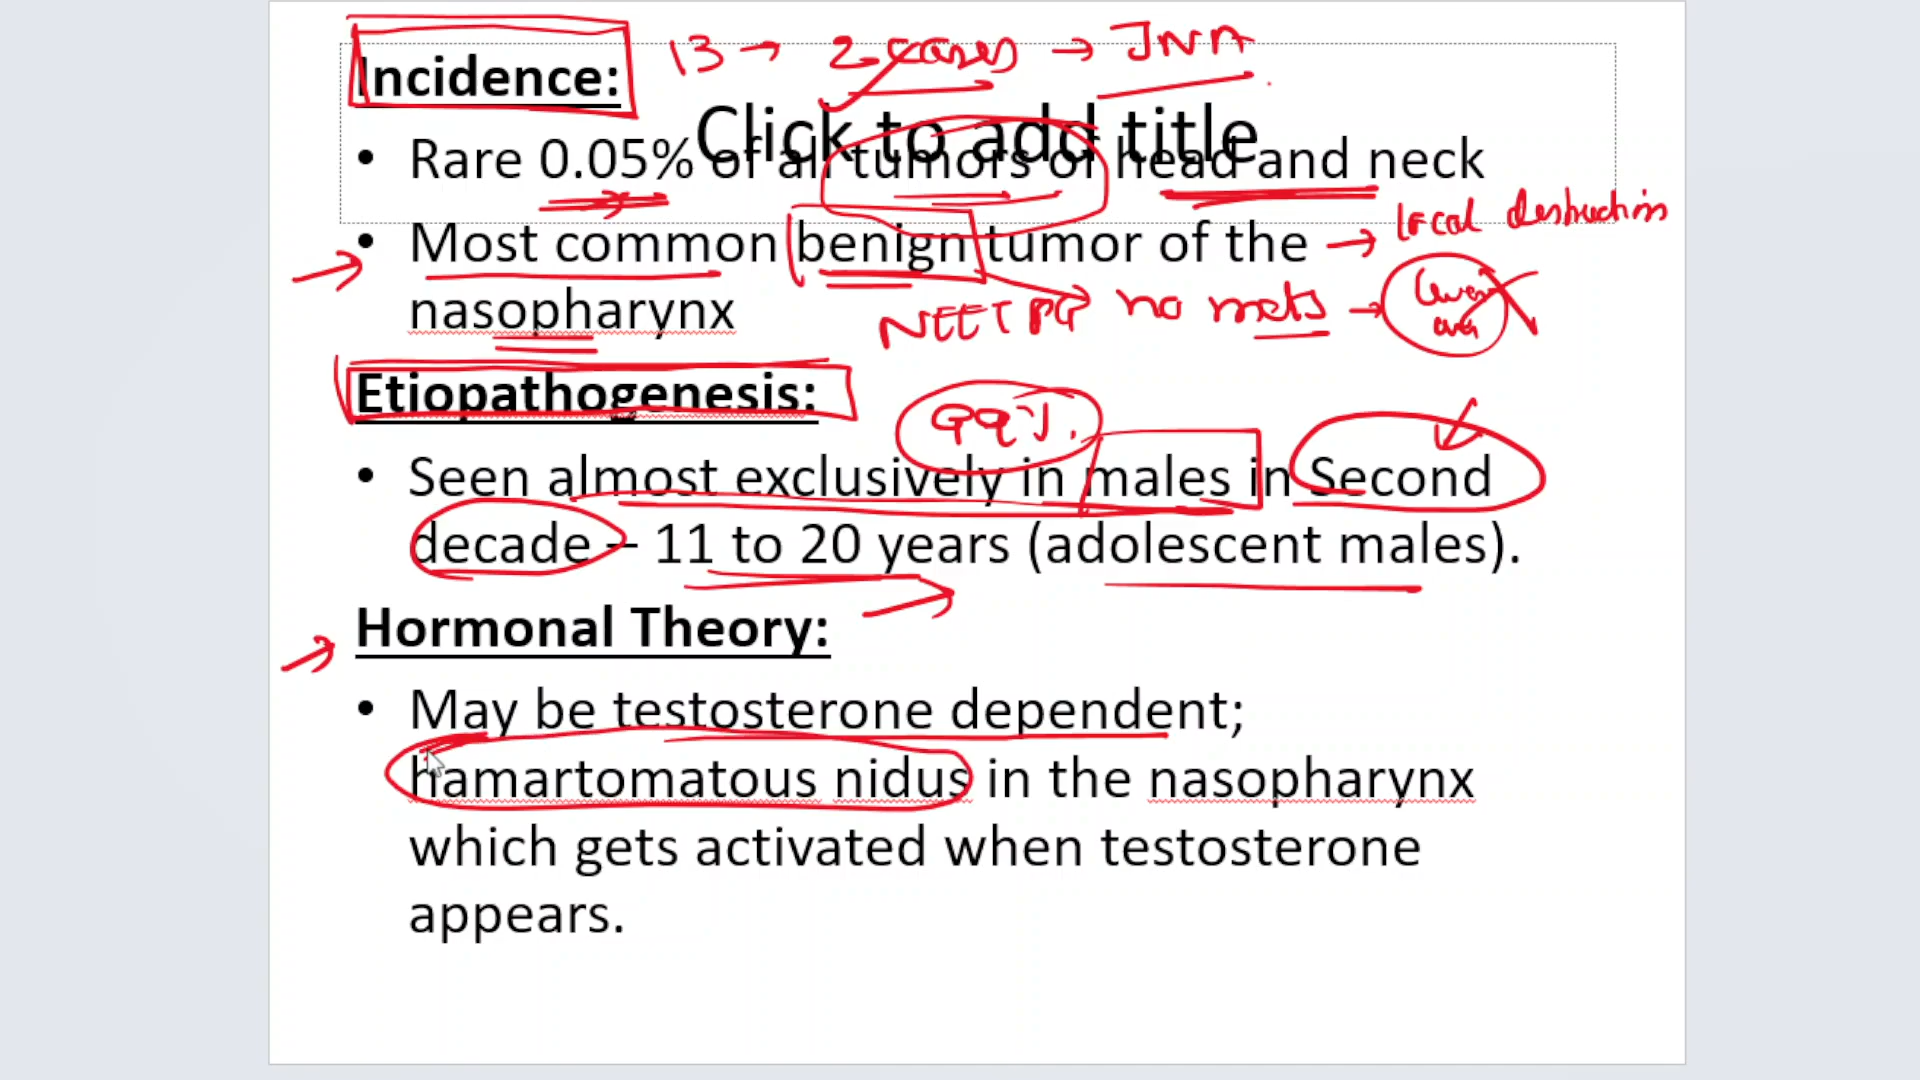 13 → 2 cases → JNA
Incidence:
Click to add title
• Rare 0.05% of all tumors of head and neck
• Most common benign tumor of the → local destruction
nasopharynx
NEET PG no mets →
Etiopathogenesis:
99%.
• Seen almost exclusively in males in Second
decade – 11 to 20 years (adolescent males).
Hormonal Theory:
• May be testosterone dependent;
hamartomatous nidus in the nasopharynx
which gets activated when testosterone
appears.